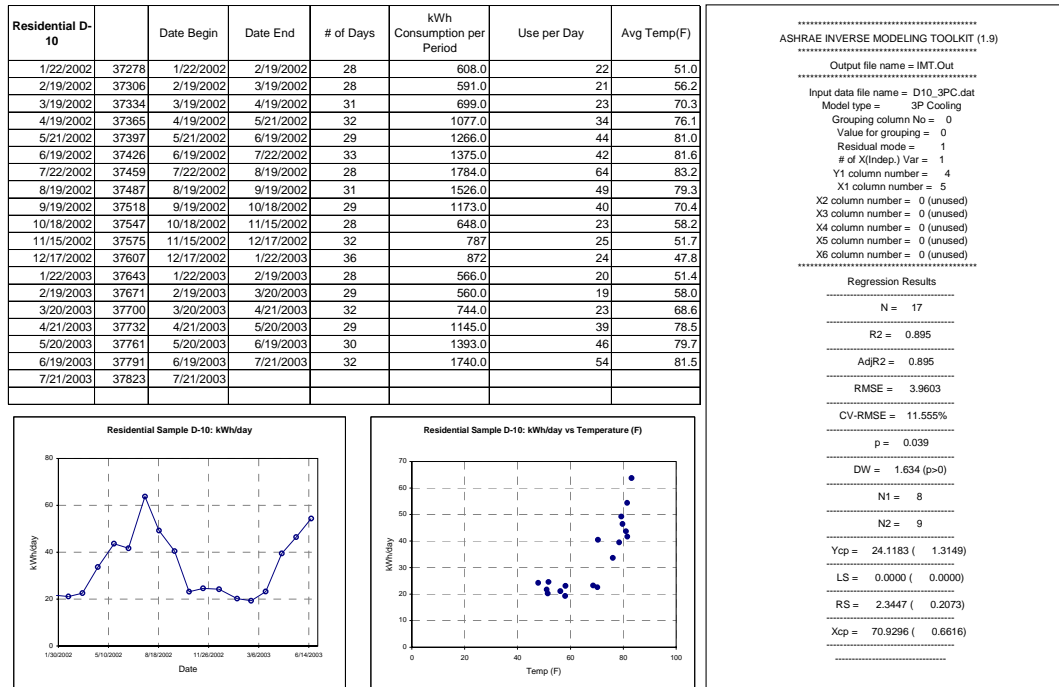 Residential D-10 Date Begin Date End # of Days kWh Consumption per Period Use per Day Avg Temp(F)
1/22/2002 37278 1/22/2002 2/19/2002 28 608.0 22 51.0
2/19/2002 37306 2/19/2002 3/19/2002 28 591.0 21 56.2
3/19/2002 37334 3/19/2002 4/19/2002 31 699.0 23 70.3
4/19/2002 37365 4/19/2002 5/21/2002 32 1077.0 34 76.1
5/21/2002 37397 5/21/2002 6/19/2002 29 1266.0 44 81.0
6/19/2002 37426 6/19/2002 7/22/2002 33 1375.0 42 81.6
7/22/2002 37459 7/22/2002 8/19/2002 28 1784.0 64 83.2
8/19/2002 37487 8/19/2002 9/19/2002 31 1526.0 49 79.3
9/19/2002 37518 9/19/2002 10/18/2002 29 1173.0 40 70.4
10/18/2002 37547 10/18/2002 11/15/2002 28 648.0 23 58.2
11/15/2002 37575 11/15/2002 12/17/2002 32 787 25 51.7
12/17/2002 37607 12/17/2002 1/22/2003 36 872 24 47.8
1/22/2003 37643 1/22/2003 2/19/2003 28 566.0 20 51.4
2/19/2003 37671 2/19/2003 3/20/2003 29 560.0 19 58.0
3/20/2003 37700 3/20/2003 4/21/2003 32 744.0 23 68.6
4/21/2003 37732 4/21/2003 5/20/2003 29 1145.0 39 78.5
5/20/2003 37761 5/20/2003 6/19/2003 30 1393.0 46 79.7
6/19/2003 37791 6/19/2003 7/21/2003 32 1740.0 54 81.5
7/21/2003 37823 7/21/2003
Residential Sample D-10: kWh/day
80
60
40
20
0
kWh/day
1/30/2002 5/10/2002 8/18/2002 11/26/2002 3/6/2003 6/14/2003
Date
Residential Sample D-10: kWh/day vs Temperature (F)
70
60
50
40
30
20
10
0
kWh/day
0 20 40 60 80 100
Temp (F)
********************************************
ASHRAE INVERSE MODELING TOOLKIT (1.9)
********************************************
Output file name = IMT.Out
********************************************
Input data file name = D10_3PC.dat
Model type = 3P Cooling
Grouping column No = 0
Value for grouping = 0
Residual mode = 1
# of X(Indep.) Var = 1
Y1 column number = 4
X1 column number = 5
X2 column number = 0 (unused)
X3 column number = 0 (unused)
X4 column number = 0 (unused)
X5 column number = 0 (unused)
X6 column number = 0 (unused)
********************************************
Regression Results
--------------------------------------
N = 17
--------------------------------------
R2 = 0.895
--------------------------------------
AdjR2 = 0.895
--------------------------------------
RMSE = 3.9603
--------------------------------------
CV-RMSE = 11.555%
--------------------------------------
p = 0.039
--------------------------------------
DW = 1.634 (p>0)
--------------------------------------
N1 = 8
--------------------------------------
N2 = 9
--------------------------------------
Ycp = 24.1183 ( 1.3149)
--------------------------------------
LS = 0.0000 ( 0.0000)
--------------------------------------
RS = 2.3447 ( 0.2073)
--------------------------------------
Xcp = 70.9296 ( 0.6616)
--------------------------------------
---------------------------------